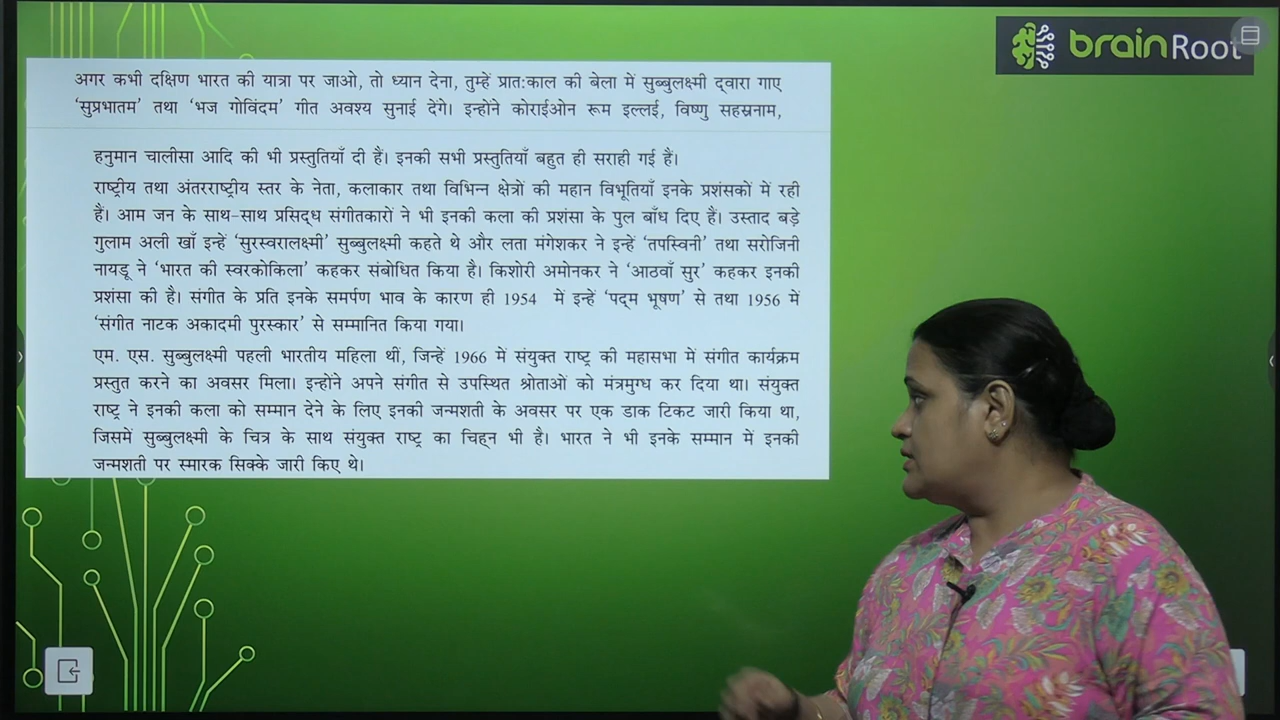 brainRoot
अगर कभी दक्षिण भारत की यात्रा पर जाओ, तो ध्यान देना, तुम्हें प्रात:काल की बेला में सुब्बुलक्ष्मी द्वारा गाए
‘सुप्रभातम’ तथा ‘भज गोविंदम’ गीत अवश्य सुनाई देंगे। इन्होंने कोराईओन रूम इल्लई, विष्णु सहस्रनाम,
हनुमान चालीसा आदि की भी प्रस्तुतियाँ दी हैं। इनकी सभी प्रस्तुतियाँ बहुत ही सराही गई हैं।
राष्ट्रीय तथा अंतरराष्ट्रीय स्तर के नेता, कलाकार तथा विभिन्न क्षेत्रों की महान विभूतियाँ इनके प्रशंसकों में रही
हैं। आम जन के साथ-साथ प्रसिद्ध संगीतकारों ने भी इनकी कला की प्रशंसा के पुल बाँध दिए हैं। उस्ताद बड़े
गुलाम अली खाँ इन्हें ‘सुरस्वरालक्ष्मी’ सुब्बुलक्ष्मी कहते थे और लता मंगेशकर ने इन्हें ‘तपस्विनी’ तथा सरोजिनी
नायडू ने ‘भारत की स्वरकोकिला’ कहकर संबोधित किया है। किशोरी अमोनकर ने ‘आठवाँ सुर’ कहकर इनकी
प्रशंसा की है। संगीत के प्रति इनके समर्पण भाव के कारण ही 1954 में इन्हें ‘पद्म भूषण’ से तथा 1956 में
‘संगीत नाटक अकादमी पुरस्कार’ से सम्मानित किया गया।
एम. एस. सुब्बुलक्ष्मी पहली भारतीय महिला थीं, जिन्हें 1966 में संयुक्त राष्ट्र की महासभा में संगीत कार्यक्रम
प्रस्तुत करने का अवसर मिला। इन्होंने अपने संगीत से उपस्थित श्रोताओं को मंत्रमुग्ध कर दिया था। संयुक्त
राष्ट्र ने इनकी कला को सम्मान देने के लिए इनकी जन्मशती के अवसर पर एक डाक टिकट जारी किया था,
जिसमें सुब्बुलक्ष्मी के चित्र के साथ संयुक्त राष्ट्र का चिह्न भी है। भारत ने भी इनके सम्मान में इनकी
जन्मशती पर स्मारक सिक्के जारी किए थे।